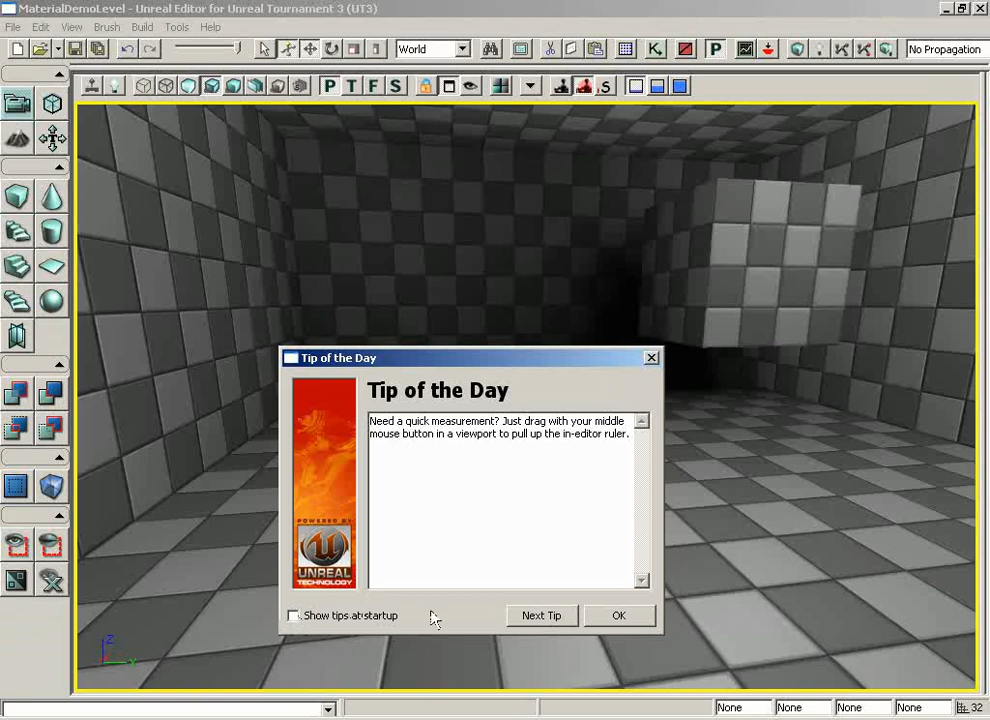 MaterialDemoLevel - Unreal Editor for Unreal Tournament 3 (UT3)
File Edit View Brush Build Tools Help
World
K
P
No Propagation
P T F S
S
Tip of the Day
Tip of the Day
Need a quick measurement? Just drag with your middle
mouse button in a viewport to pull up the in-editor ruler.
POWERED BY
UNREAL
TECHNOLOGY
Show tips at startup
Next Tip
OK
Z
Y
None None None None 32